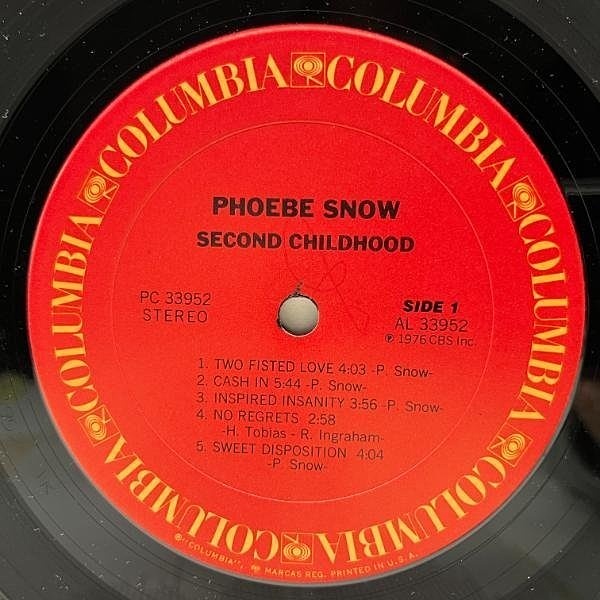 COLUMBIA COLUMBIA COLUMBIA COLUMBIA COLUMBIA COLUMBIA
PHOEBE SNOW
SECOND CHILDHOOD
PC 33952
STEREO
SIDE 1
AL 33952
℗ 1976 CBS Inc.
1. TWO FISTED LOVE 4:03 -P. Snow-
2. CASH IN 5:44 -P. Snow-
3. INSPIRED INSANITY 3:56 -P. Snow-
4. NO REGRETS 2:58
-H. Tobias - R. Ingraham-
5. SWEET DISPOSITION 4:04
-P. Snow-
® "COLUMBIA", MARCAS REG. PRINTED IN U.S.A.